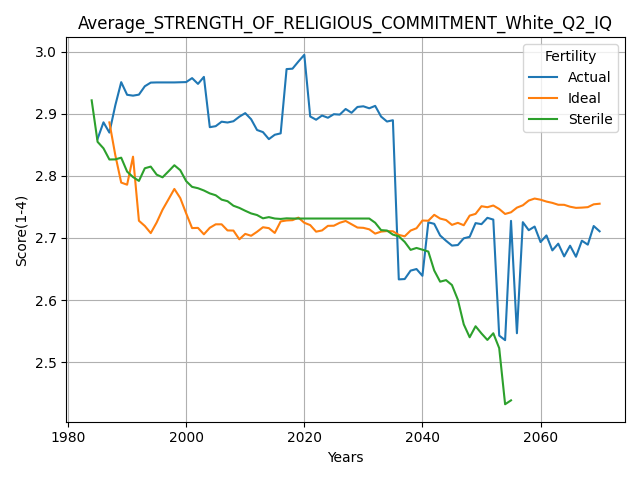 Average_STRENGTH_OF_RELIGIOUS_COMMITMENT_White_Q2_IQ
Fertility
Actual
Ideal
Sterile
Score(1-4)
3.0
2.9
2.8
2.7
2.6
2.5
1980
2000
2020
2040
2060
Years